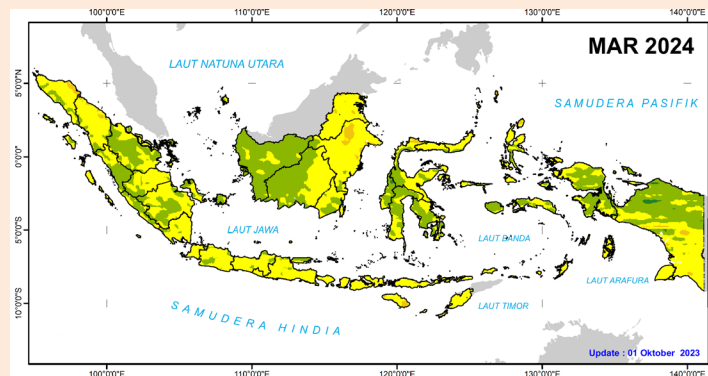 100°0'0"E 110°0'0"E 120°0'0"E 130°0'0"E 140°0'0"E
MAR 2024
LAUT NATUNA UTARA
5°0'0"N
SAMUDERA PASIFIK
0°0'0"
LAUT JAWA
LAUT BANDA
5°0'0"S
LAUT ARAFURA
10°0'0"S
SAMUDERA HINDIA
LAUT TIMOR
Update : 01 Oktober 2023
100°0'0"E 110°0'0"E 120°0'0"E 130°0'0"E 140°0'0"E